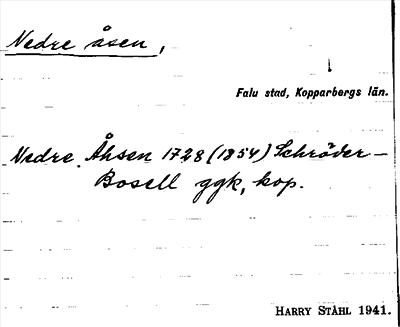 Nedre åsen,
Falu stad, Kopparbergs län.
Nedre Åhsen 1728 (1854) Schröder-
Bosell ggk, kop.
HARRY STÅHL 1941.